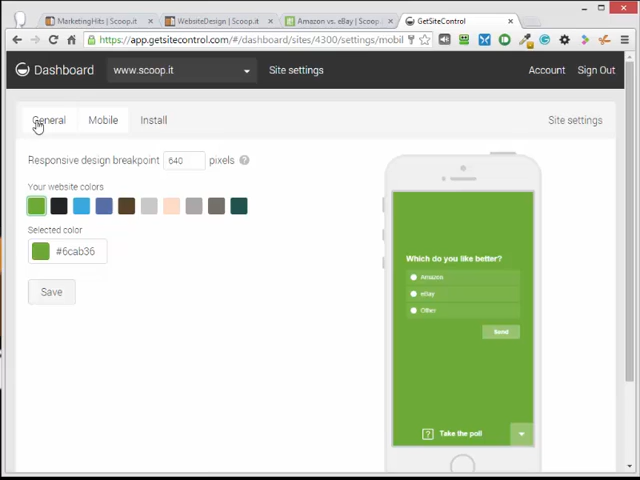 MarketingHits | Scoop.it
WebsiteDesign | Scoop.it
Amazon vs. eBay | Scoop
GetSiteControl
https://app.getsitecontrol.com/#/dashboard/sites/4300/settings/mobil
Dashboard
www.scoop.it
Site settings
Account
Sign Out
General
Mobile
Install
Site settings
Responsive design breakpoint 640 pixels ?
Your website colors
Selected color
#6cab36
Save
Which do you like better?
Amazon
eBay
Other
Send
? Take the poll